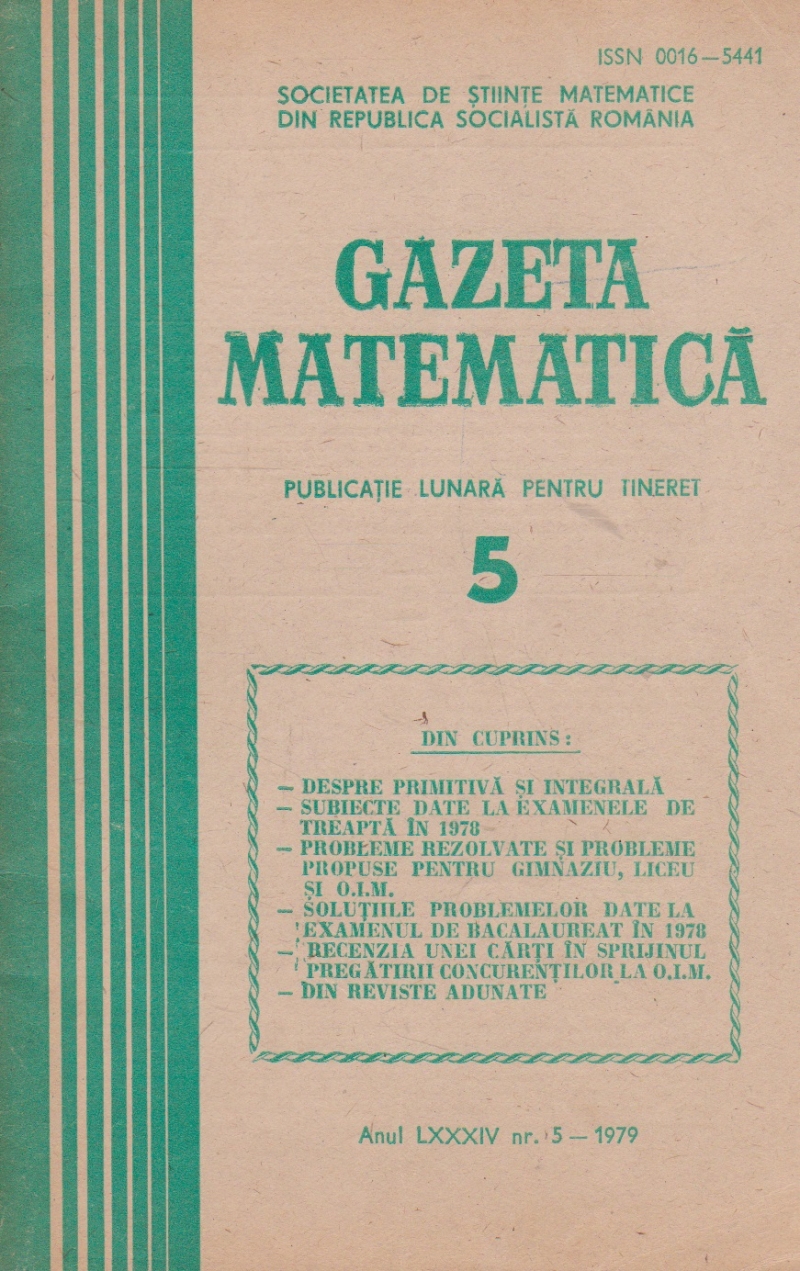 ISSN 0016—5441
SOCIETATEA DE ȘTIINȚE MATEMATICE
DIN REPUBLICA SOCIALISTĂ ROMÂNIA
GAZETA
MATEMATICĂ
PUBLICAȚIE LUNARĂ PENTRU TINERET
5
DIN CUPRINS:
— DESPRE PRIMITIVĂ ȘI INTEGRALĂ
— SUBIECTE DATE LA EXAMENELE DE
TREAPTĂ ÎN 1978
— PROBLEME REZOLVATE ȘI PROBLEME
PROPUSE PENTRU GIMNAZIU, LICEU
ȘI O.I.M.
— SOLUȚIILE PROBLEMELOR DATE LA
EXAMENUL DE BACALAUREAT ÎN 1978
— RECENZIA UNEI CĂRȚI ÎN SPRIJINUL
PREGĂTIRII CONCURENȚILOR LA O.I.M.
— DIN REVISTE ADUNATE
Anul LXXXIV nr. 5 — 1979